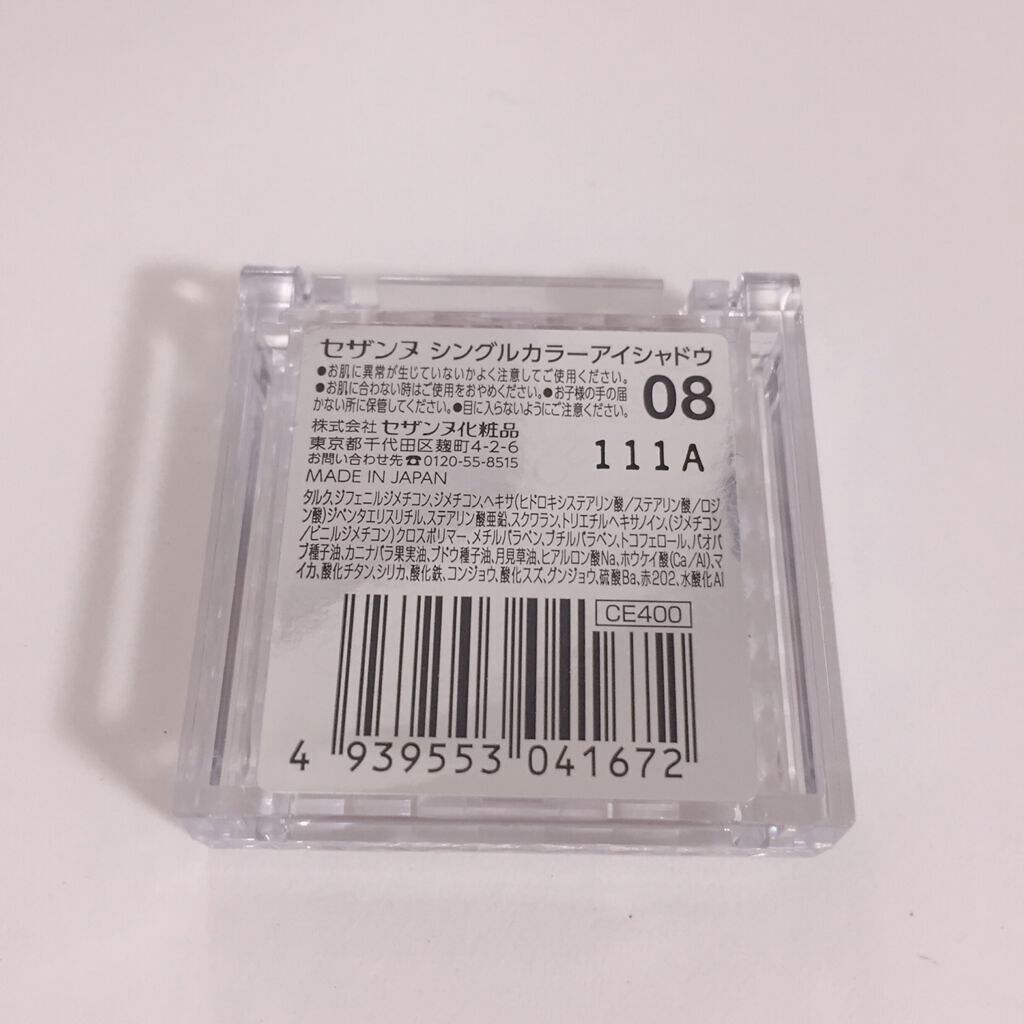 セザンヌ シングルカラーアイシャドウ
●お肌に異常が生じていないかよく注意してご使用ください。
●お肌に合わない時はご使用をおやめください。●お子様の手の届
かない所に保管してください。●目に入らないようにご注意ください。
08
株式会社 セザンヌ化粧品
東京都千代田区麹町4-2-6
お問い合わせ先☎0120-55-8515
111A
MADE IN JAPAN
タルク,ジフェニルジメチコン,ジメチコン,ヘキサ(ヒドロキシステアリン酸/ステアリン酸/ロジ
ン酸)ジペンタエリスリチル,ステアリン酸亜鉛,スクワラン,トリエチルヘキサノイン,(ジメチコン
/ビニルジメチコン)クロスポリマー,メチルパラベン,ブチルパラベン,トコフェロール,バオバ
ブ種子油,カニナバラ果実油,ブドウ種子油,月見草油,ヒアルロン酸Na,ホウケイ酸(Ca/Al),マ
イカ,酸化チタン,シリカ,酸化鉄,コンジョウ,酸化スズ,グンジョウ,硫酸Ba,赤202,水酸化Al
CE400
4 939553 041672